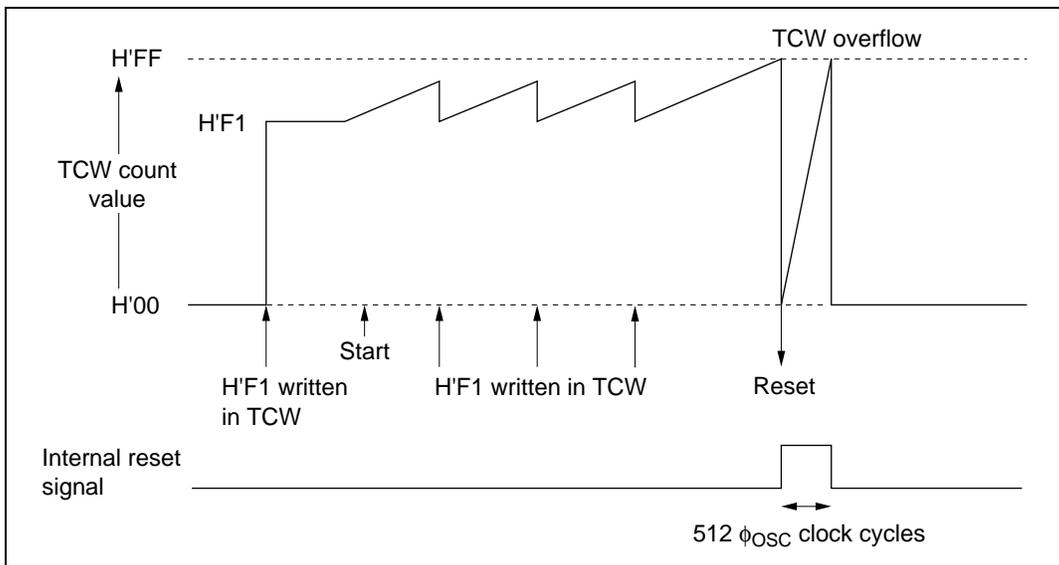 TCW overflow
H'FF
H'F1
TCW count
value
H'00
Start
H'F1 written
in TCW
H'F1 written in TCW
Reset
Internal reset
signal
512 ϕOSC clock cycles